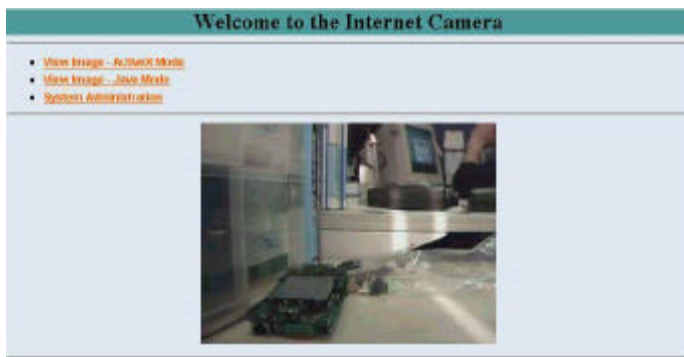 Welcome to the Internet Camera
View Image - ActiveX Mode
View Image - Java Mode
System Administration